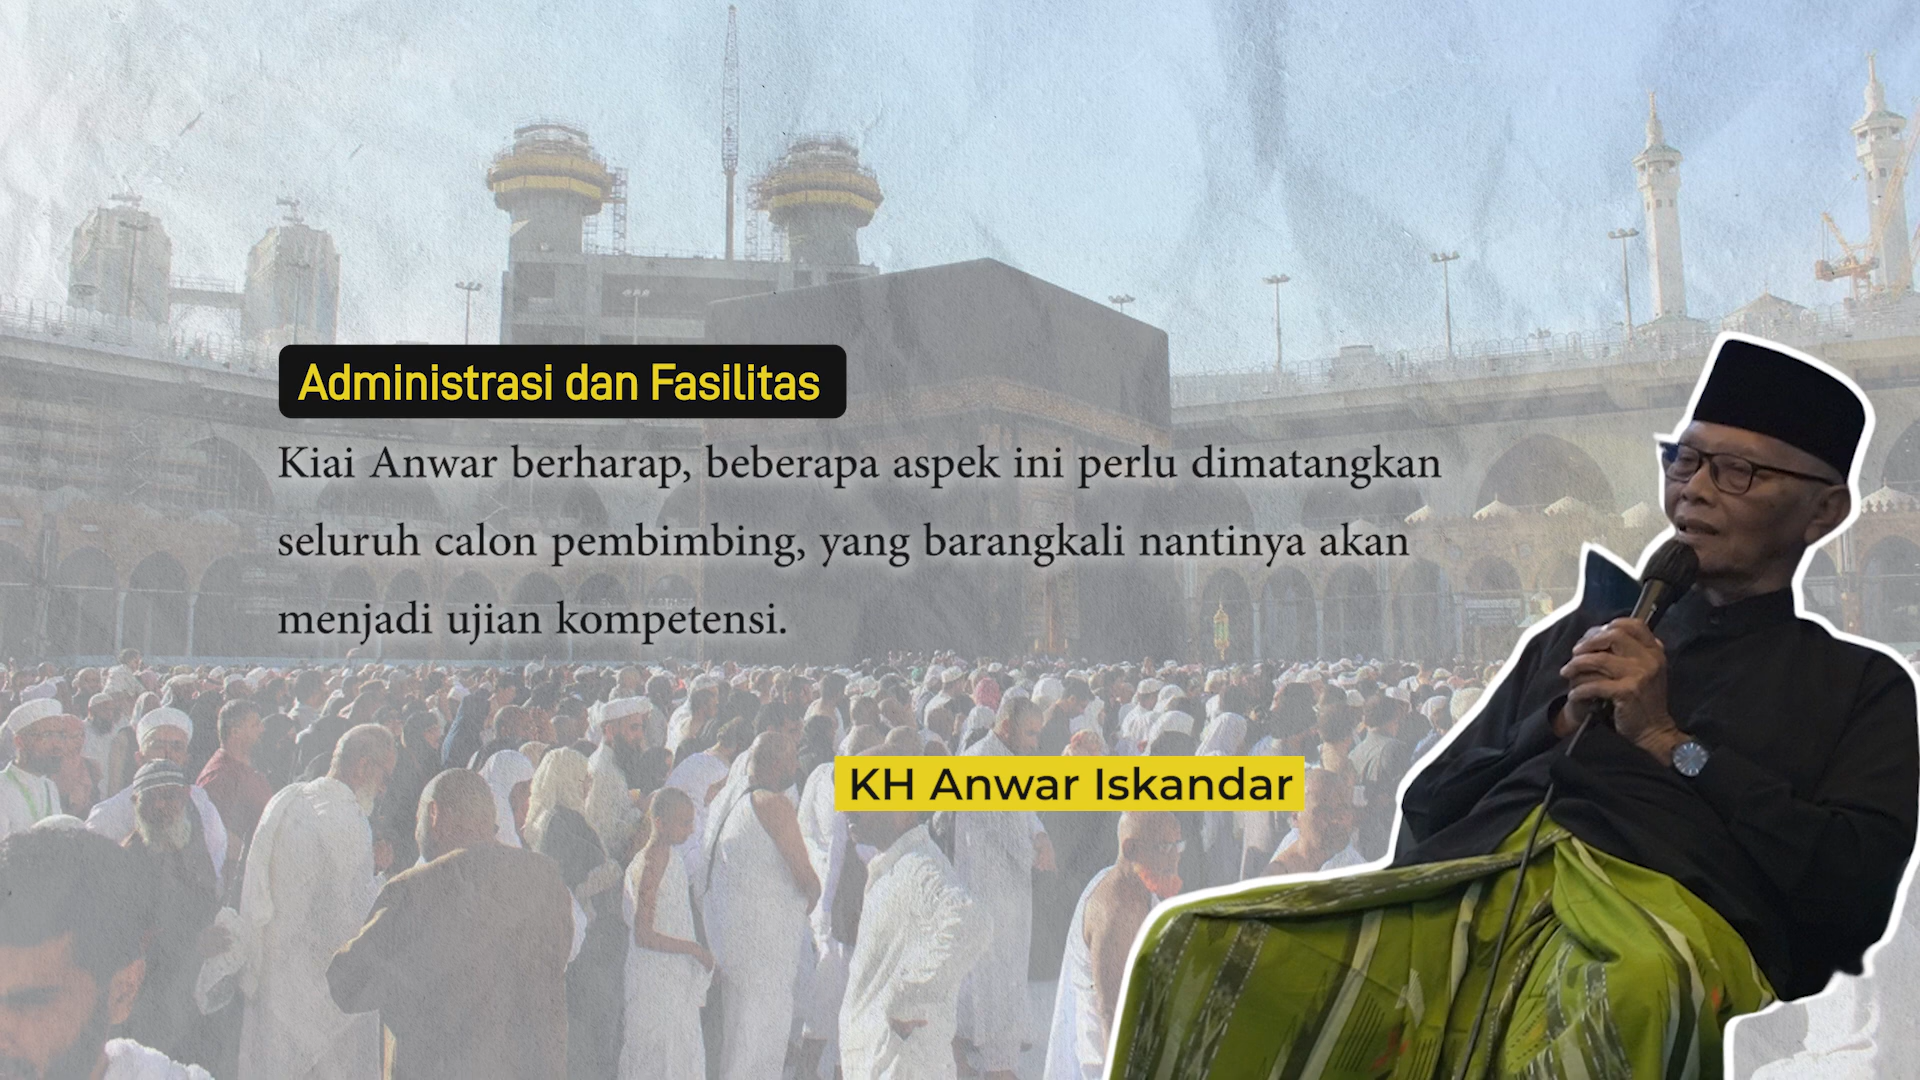 Administrasi dan Fasilitas
Kiai Anwar berharap, beberapa aspek ini perlu dimatangkan
seluruh calon pembimbing, yang barangkali nantinya akan
menjadi ujian kompetensi.
KH Anwar Iskandar